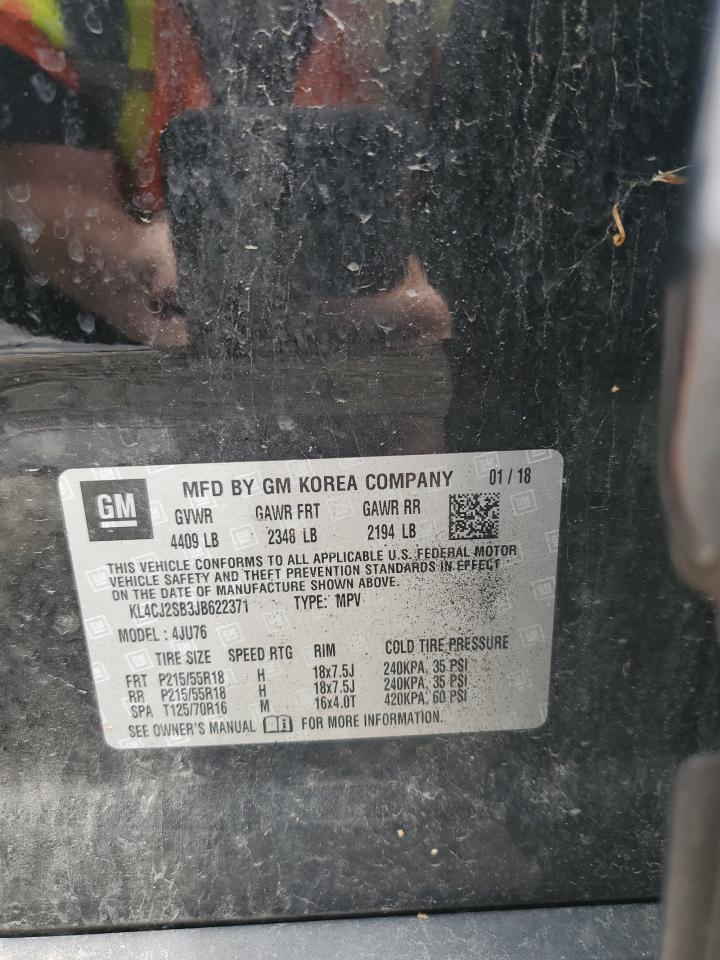 GM
MFD BY GM KOREA COMPANY 01 / 18
GVWR GAWR FRT GAWR RR
4409 LB 2348 LB 2194 LB
THIS VEHICLE CONFORMS TO ALL APPLICABLE U.S. FEDERAL MOTOR
VEHICLE SAFETY AND THEFT PREVENTION STANDARDS IN EFFECT
ON THE DATE OF MANUFACTURE SHOWN ABOVE.
KL4CJ2SB3JB622371 TYPE: MPV
MODEL : 4JU76
TIRE SIZE SPEED RTG RIM COLD TIRE PRESSURE
FRT P215/55R18 H 18x7.5J 240KPA, 35 PSI
RR P215/55R18 H 18x7.5J 240KPA, 35 PSI
SPA T125/70R16 M 16x4.0T 420KPA, 60 PSI
SEE OWNER'S MANUAL FOR MORE INFORMATION.